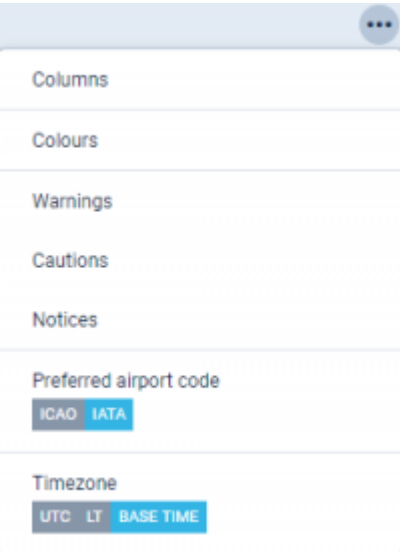 Columns
Colours
Warnings
Cautions
Notices
Preferred airport code
ICAO IATA
Timezone
UTC LT BASE TIME